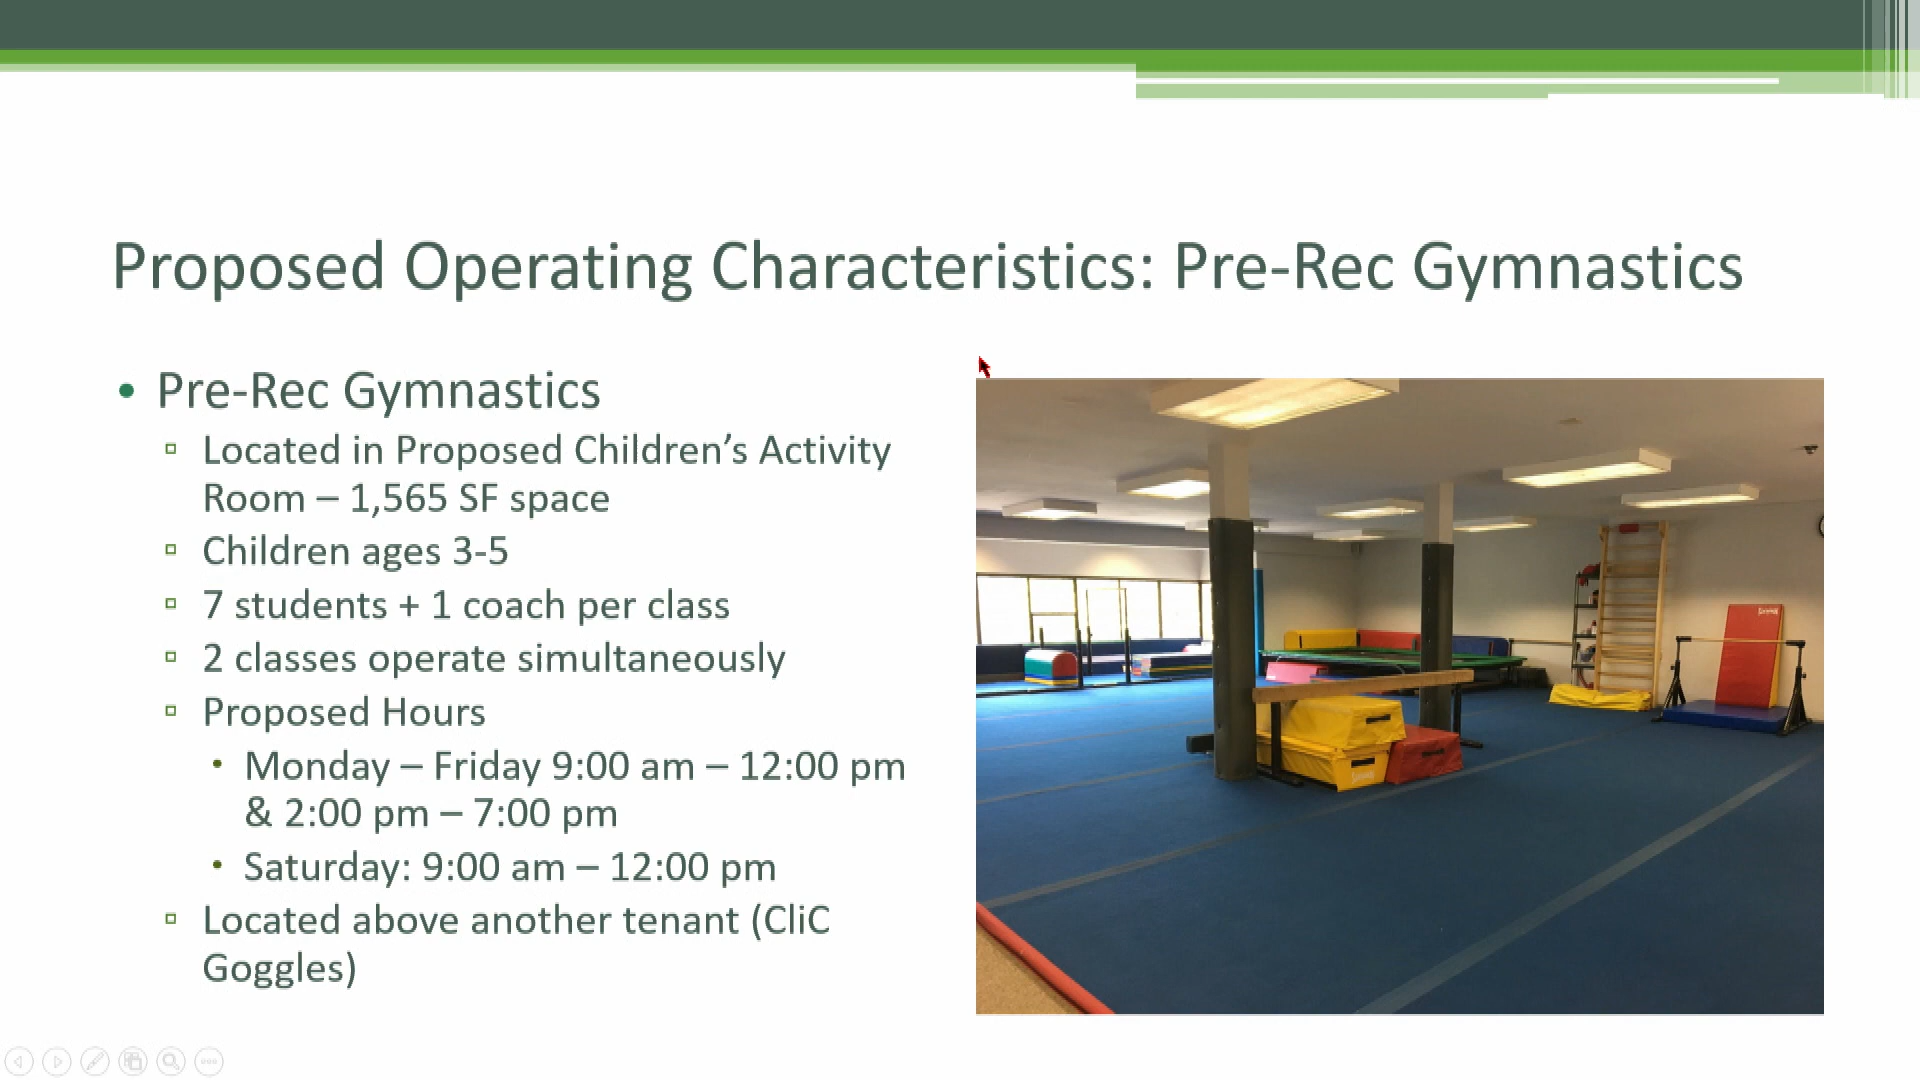 Proposed Operating Characteristics: Pre-Rec Gymnastics
• Pre-Rec Gymnastics
▫ Located in Proposed Children’s Activity
Room – 1,565 SF space
▫ Children ages 3-5
▫ 7 students + 1 coach per class
▫ 2 classes operate simultaneously
▫ Proposed Hours
• Monday – Friday 9:00 am – 12:00 pm
& 2:00 pm – 7:00 pm
• Saturday: 9:00 am – 12:00 pm
▫ Located above another tenant (CliC
Goggles)